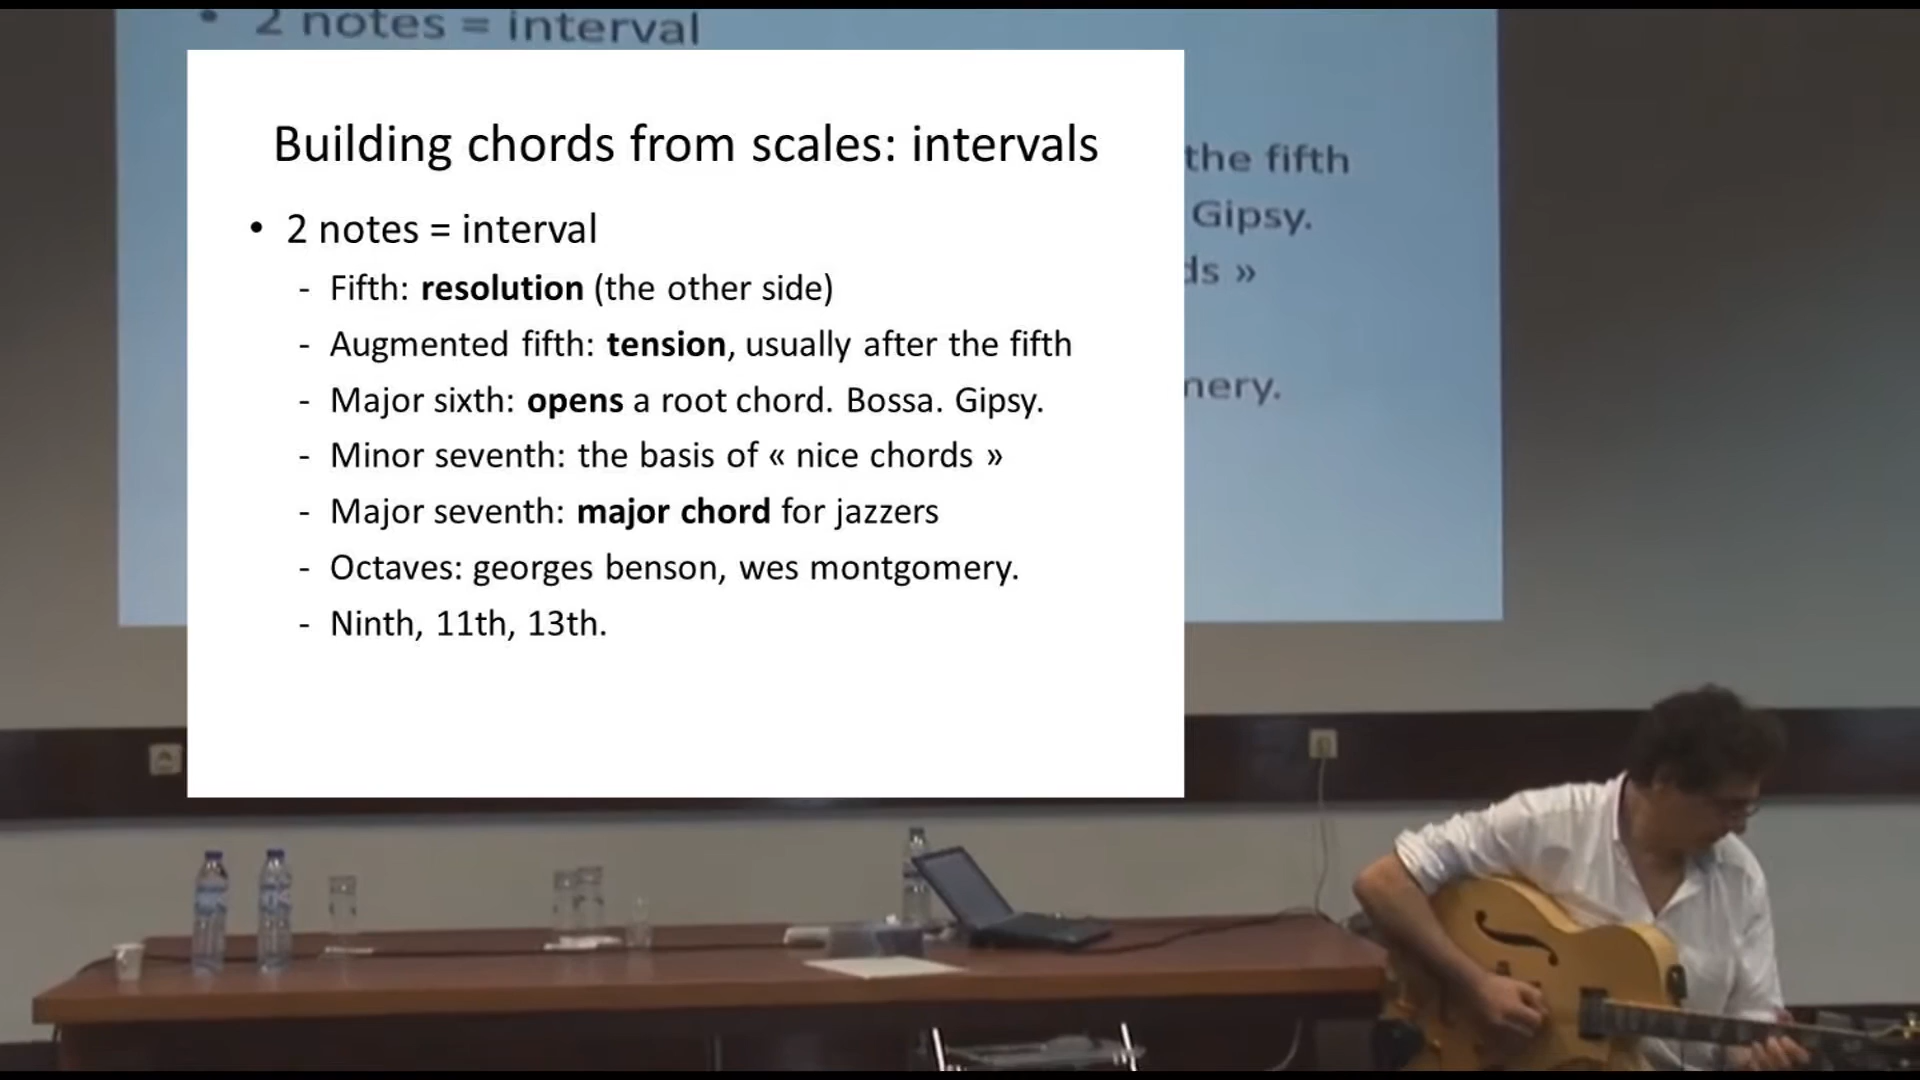 • 2 notes = interval
the fifth
Gipsy.
ds »
mery.
Building chords from scales: intervals
• 2 notes = interval
- Fifth: resolution (the other side)
- Augmented fifth: tension, usually after the fifth
- Major sixth: opens a root chord. Bossa. Gipsy.
- Minor seventh: the basis of « nice chords »
- Major seventh: major chord for jazzers
- Octaves: georges benson, wes montgomery.
- Ninth, 11th, 13th.